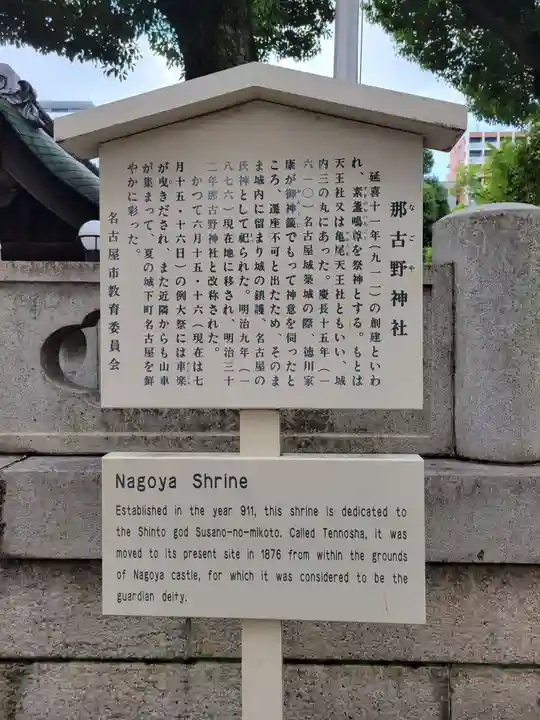 那古野神社
なごや
延喜十一年(九一一)の創建といわ
れ、素盞嗚尊を祭神とする。もとは
天王社又は亀尾天王社ともいい、城
内三の丸にあった。慶長十五年(一
六一〇)名古屋城築城の際、徳川家
康が御神籤でもって神意を伺ったと
ころ、遷座不可と出たため、そのま
ま城内に留まり城の鎮護、名古屋の
氏神として祀られた。明治九年(一
八七六)現在地に移され、明治三十
二年那古野神社と改称された。
かつて六月十五・十六(現在は七
月十五・十六日)の例大祭には車楽
が曳きだされ、また近隣からも山車
が集まって、夏の城下町名古屋を鮮
やかに彩った。
名古屋市教育委員会
Nagoya Shrine
Established in the year 911, this shrine is dedicated to
the Shinto god Susano-no-mikoto. Called Tennosha, it was
moved to its present site in 1876 from within the grounds
of Nagoya castle, for which it was considered to be the
guardian deity.